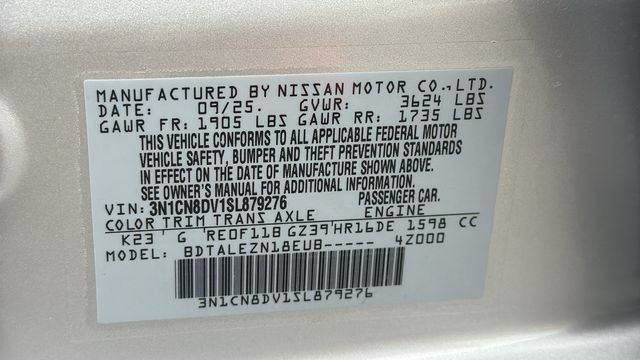 MANUFACTURED BY NISSAN MOTOR CO., LTD.
DATE: 09/25. GVWR: 3624 LBS
GAWR FR: 1905 LBS GAWR RR: 1735 LBS
THIS VEHICLE CONFORMS TO ALL APPLICABLE FEDERAL MOTOR
VEHICLE SAFETY, BUMPER AND THEFT PREVENTION STANDARDS
IN EFFECT ON THE DATE OF MANUFACTURE SHOWN ABOVE.
SEE OWNER'S MANUAL FOR ADDITIONAL INFORMATION.
VIN: 3N1CN8DV1SL879276 PASSENGER CAR.
COLOR TRIM TRANS AXLE ENGINE
K23 G RE0F11B GZ39 HR16DE 1598 CC
MODEL: BDTALEZN18EUB----- 4Z000
3N1CN8DV1SL879276